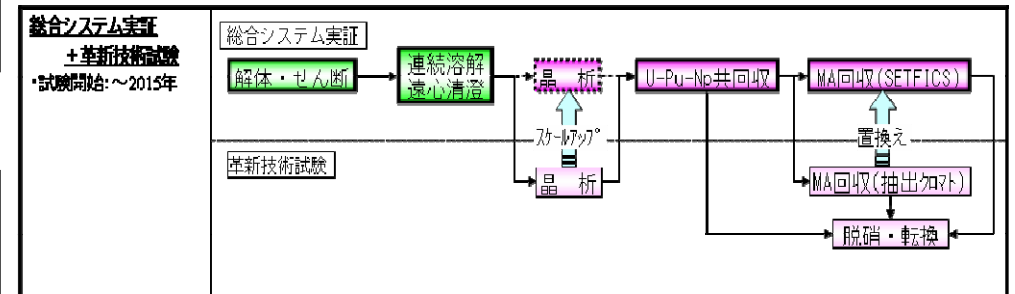 総合システム実証
+革新技術試験
・試験開始:~2015年
総合システム実証
解体・せん断
連続溶解
遠心清澄
晶 析
U-Pu-Np共回収
MA回収(SETFICS)
スケールアップ
置換え
革新技術試験
晶 析
MA回収(抽出クロマト)
脱硝・転換